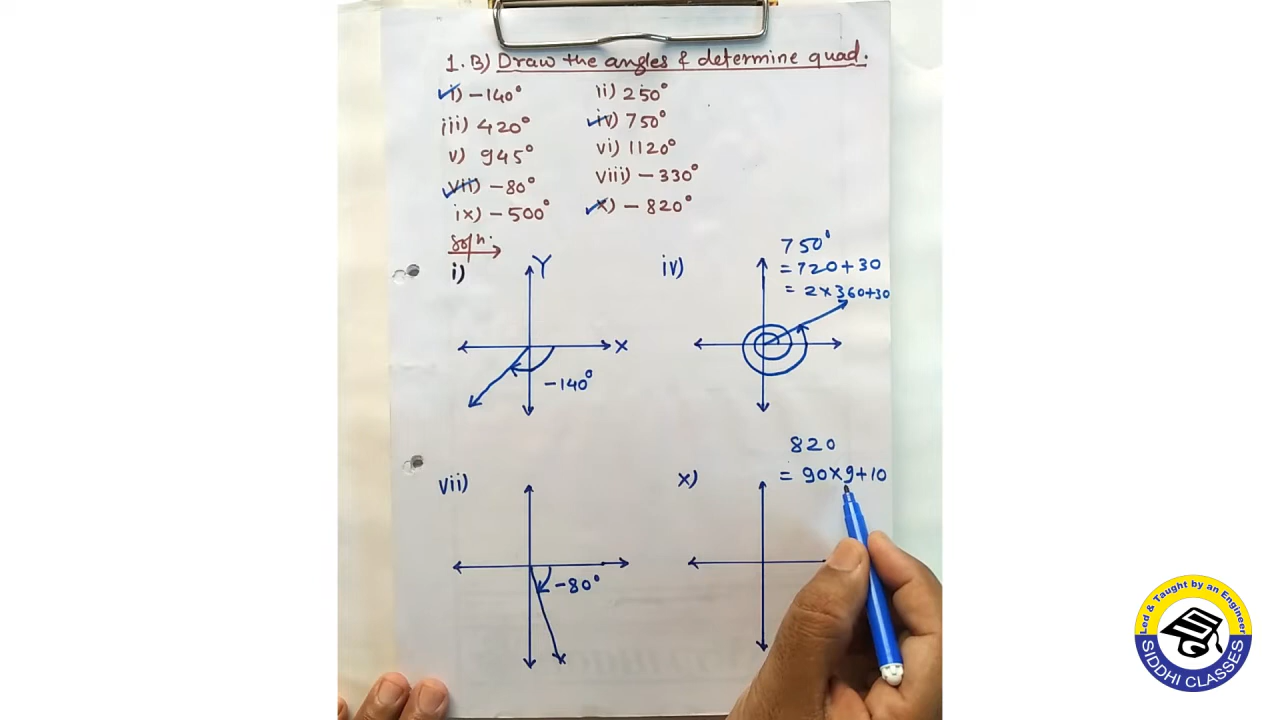 1. B) Draw the angles & determine quad.
i) -140° ii) 250°
iii) 420° iv) 750°
v) 945° vi) 1120°
vii) -80° viii) -330°
ix) -500° x) -820°
Soln.
i)
Y
X
-140°
iv)
750°
= 720+30
= 2×360+30
vii)
-80°
x)
820
= 90×9+10
Led & Taught by an Engineer
SIDDHI CLASSES